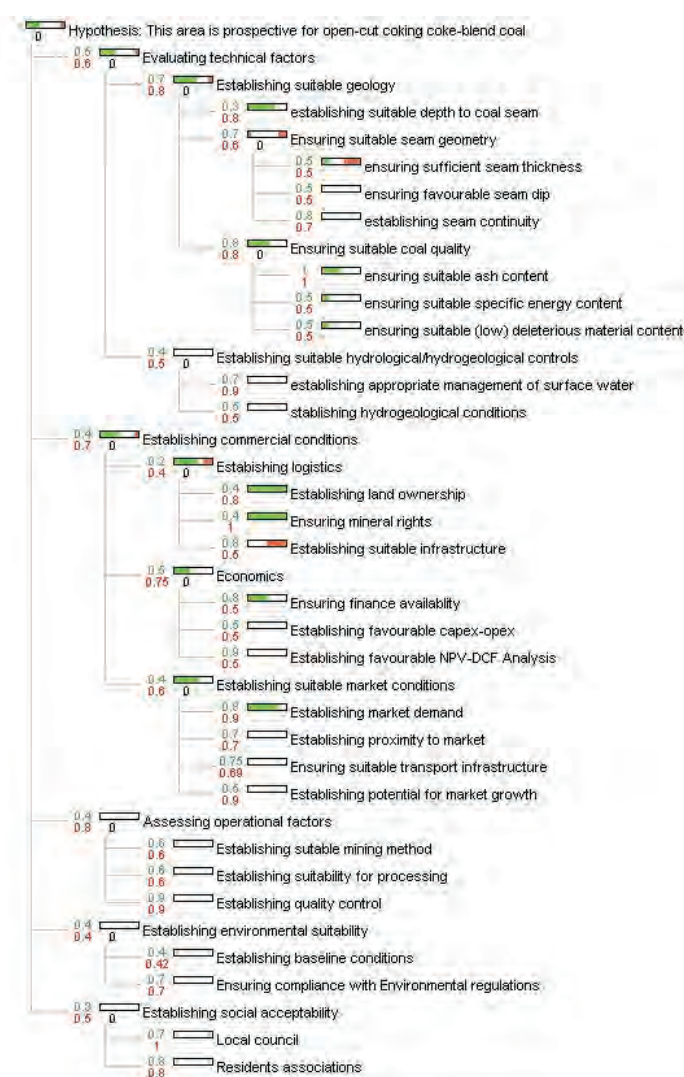 Hypothesis: This area is prospective for open-cut coking coke-blend coal
0
0.5 Evaluating technical factors
0.6 0
0.7 Establishing suitable geology
0.8 0
0.3 establishing suitable depth to coal seam
0.8
0.7 Ensuring suitable seam geometry
0.6 0
0.5 ensuring sufficient seam thickness
0.5
0.5 ensuring favourable seam dip
0.5
0.8 establishing seam continuity
0.7
0.8 Ensuring suitable coal quality
0.8 0
1 ensuring suitable ash content
1
0.5 ensuring suitable specific energy content
0.5
0.5 ensuring suitable (low) deleterious material content
0.5
0.4 Establishing suitable hydrological/hydrogeological controls
0.5 0
0.7 establishing appropriate management of surface water
0.9
0.6 stablishing hydrogeological conditions
0.5
0.4 Establishing commercial conditions
0.7 0
0.2 Estabishing logistics
0.4 0
0.4 Establishing land ownership
0.8
0.4 Ensuring mineral rights
1
0.8 Establishing suitable infrastructure
0.5
0.5 Economics
0.75 0
0.8 Ensuring finance availablity
0.5
Establishing favourable capex-opex
0.5
0.9 Establishing favourable NPV-DCF Analysis
0.5
0.4 Establishing suitable market conditions
0.6 0
0.8 Establishing market demand
0.9
0.7 Establishing proximity to market
0.7
0.75 Ensuring suitable transport infrastructure
0.69
0.6 Establishing potential for market growth
0.9
0.4 Assessing operational factors
0.8 0
0.6 Establishing sutable mining method
0.6
0.6 Establishing suitability for processing
0.6
0.9 Establishing quality control
0.9
0.4 Establishing environmental suitability
0.4 0
0.4 Establishing baseline conditions
0.42
0.7 Ensuring compliance with Environmental regulations
0.7
0.3 Establishing social acceptability
0.5 0
0.7 Local council
1
0.8 Residents associations
0.8